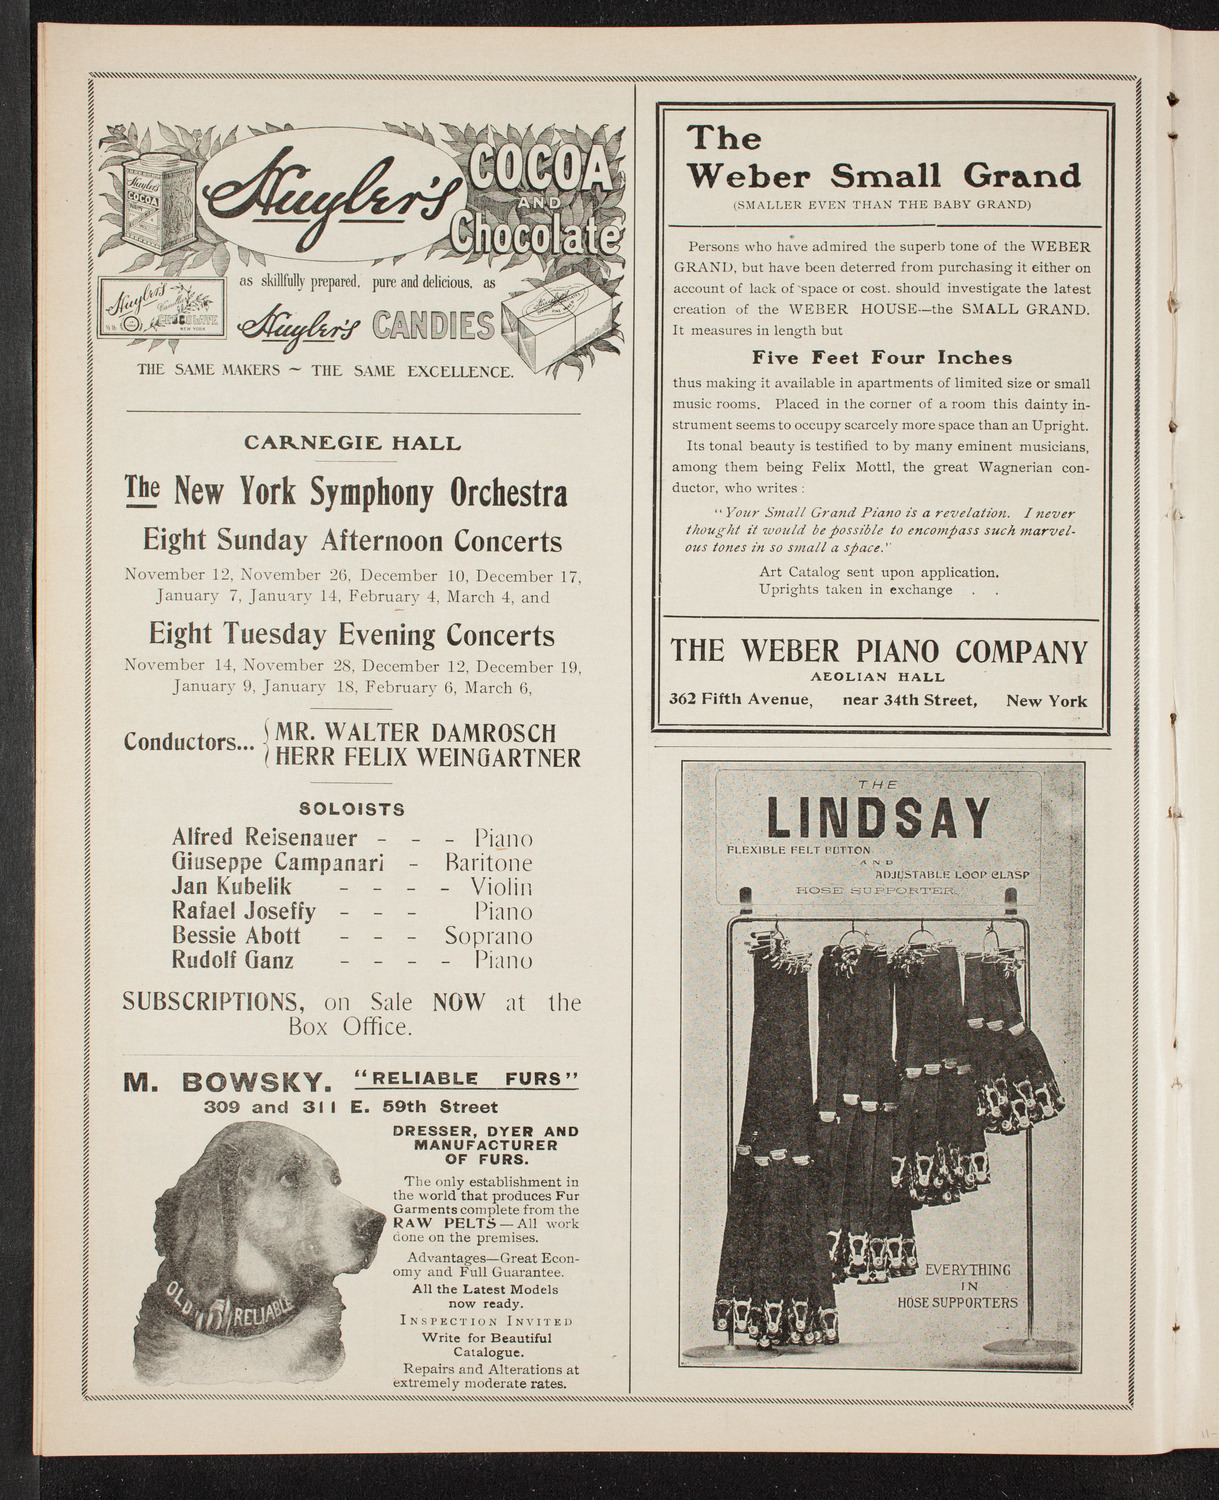 Huyler's COCOA
AND
Chocolate
Huyler's
COCOA
Huyler's
as skillfully prepared, pure and delicious, as
Huyler's CANDIES
THE SAME MAKERS ~ THE SAME EXCELLENCE.
CARNEGIE HALL
The New York Symphony Orchestra
Eight Sunday Afternoon Concerts
November 12, November 26, December 10, December 17,
January 7, January 14, February 4, March 4, and
Eight Tuesday Evening Concerts
November 14, November 28, December 12, December 19,
January 9, January 18, February 6, March 6,
Conductors... { MR. WALTER DAMROSCH
HERR FELIX WEINGARTNER
SOLOISTS
Alfred Reisenauer - - - Piano
Giuseppe Campanari - Baritone
Jan Kubelik - - - - Violin
Rafael Joseffy - - - Piano
Bessie Abott - - - Soprano
Rudolf Ganz - - - - Piano
SUBSCRIPTIONS, on Sale NOW at the
Box Office.
M. BOWSKY. "RELIABLE FURS"
309 and 311 E. 59th Street
OLD RELIABLE
DRESSER, DYER AND
MANUFACTURER
OF FURS.
The only establishment in
the world that produces Fur
Garments complete from the
RAW PELTS—All work
done on the premises.
Advantages—Great Econ-
omy and Full Guarantee.
All the Latest Models
now ready.
INSPECTION INVITED
Write for Beautiful
Catalogue.
Repairs and Alterations at
extremely moderate rates.
The
Weber Small Grand
(SMALLER EVEN THAN THE BABY GRAND)
Persons who have admired the superb tone of the WEBER
GRAND, but have been deterred from purchasing it either on
account of lack of space or cost. should investigate the latest
creation of the WEBER HOUSE—the SMALL GRAND.
It measures in length but
Five Feet Four Inches
thus making it available in apartments of limited size or small
music rooms. Placed in the corner of a room this dainty in-
strument seems to occupy scarcely more space than an Upright.
Its tonal beauty is testified to by many eminent musicians,
among them being Felix Mottl, the great Wagnerian con-
ductor, who writes :
"Your Small Grand Piano is a revelation. I never
thought it would be possible to encompass such marvel-
ous tones in so small a space."
Art Catalog sent upon application.
Uprights taken in exchange . .
THE WEBER PIANO COMPANY
AEOLIAN HALL
362 Fifth Avenue, near 34th Street, New York
THE
LINDSAY
FLEXIBLE FELT BUTTON
AND
ADJUSTABLE LOOP CLASP
HOSE SUPPORTER.
EVERYTHING
IN
HOSE SUPPORTERS